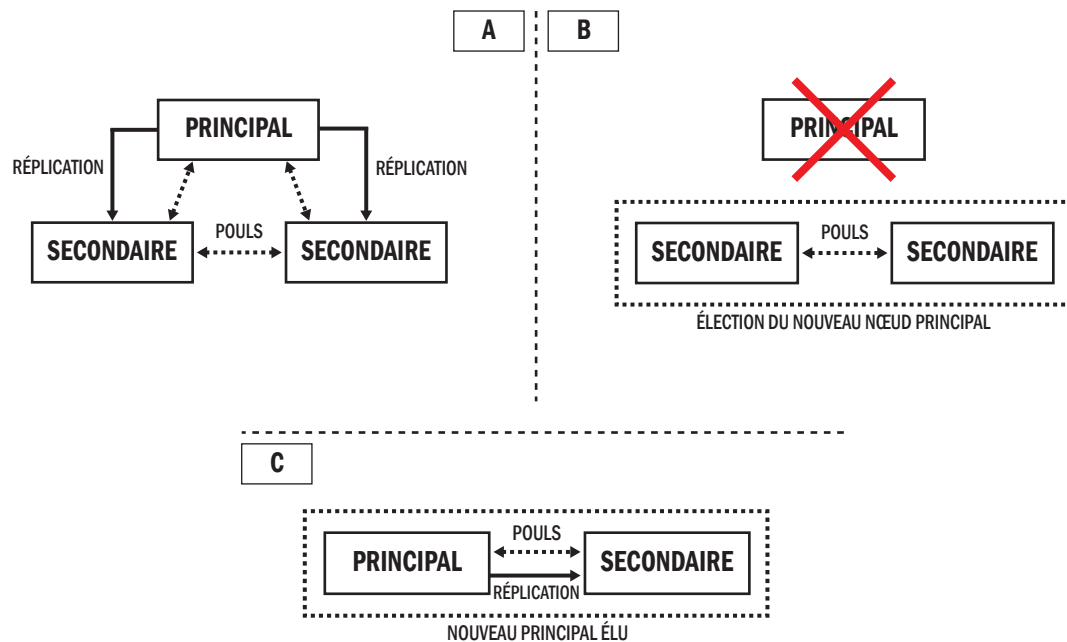 A
PRINCIPAL
RÉPLICATION
RÉPLICATION
SECONDAIRE
POULS
SECONDAIRE
B
PRINCIPAL
SECONDAIRE
POULS
SECONDAIRE
ÉLECTION DU NOUVEAU NŒUD PRINCIPAL
C
PRINCIPAL
POULS
RÉPLICATION
SECONDAIRE
NOUVEAU PRINCIPAL ÉLU